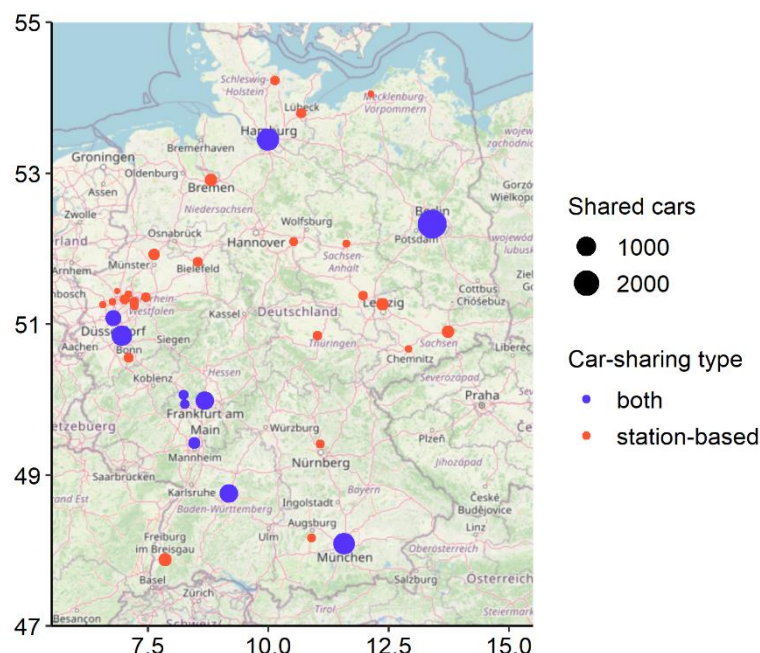 55
53
51
49
47
7.5
10.0
12.5
15.0
Schleswig-
Holstein
Lübeck
Mecklenburg
Vorpommern
Hamburg
Bremerhaven
Groningen
Oldenburg
Assen
Bremen
Zwolle
Niedersachsen
Berlin
Wolfsburg
Osnabrück
Hannover
Potsdam
Arnhem
Münster
Bielefeld
Sachsen-
Anhalt
Cottbus
Leipzig
Westfalen
Kassel
Deutschland
Düsseldorf
Siegen
Aachen
Bonn
Thüringen
Chemnitz
Liberec
Koblenz
Hessen
Severozápad
Praha
Frankfurt am
Main
Würzburg
Plzeň
Mannheim
Nürnberg
Jihozápad
Saarbrücken
Karlsruhe
Bayern
Baden-Württemberg
Ingolstadt
České
Budějovice
Linz
Augsburg
Freiburg
im Breisgau
Ulm
München
Oberösterreich
Basel
Salzburg
Österreich
Zürich
Besançon
Tirol
Steiermark
Shared cars
1000
2000
Car-sharing type
both
station-based